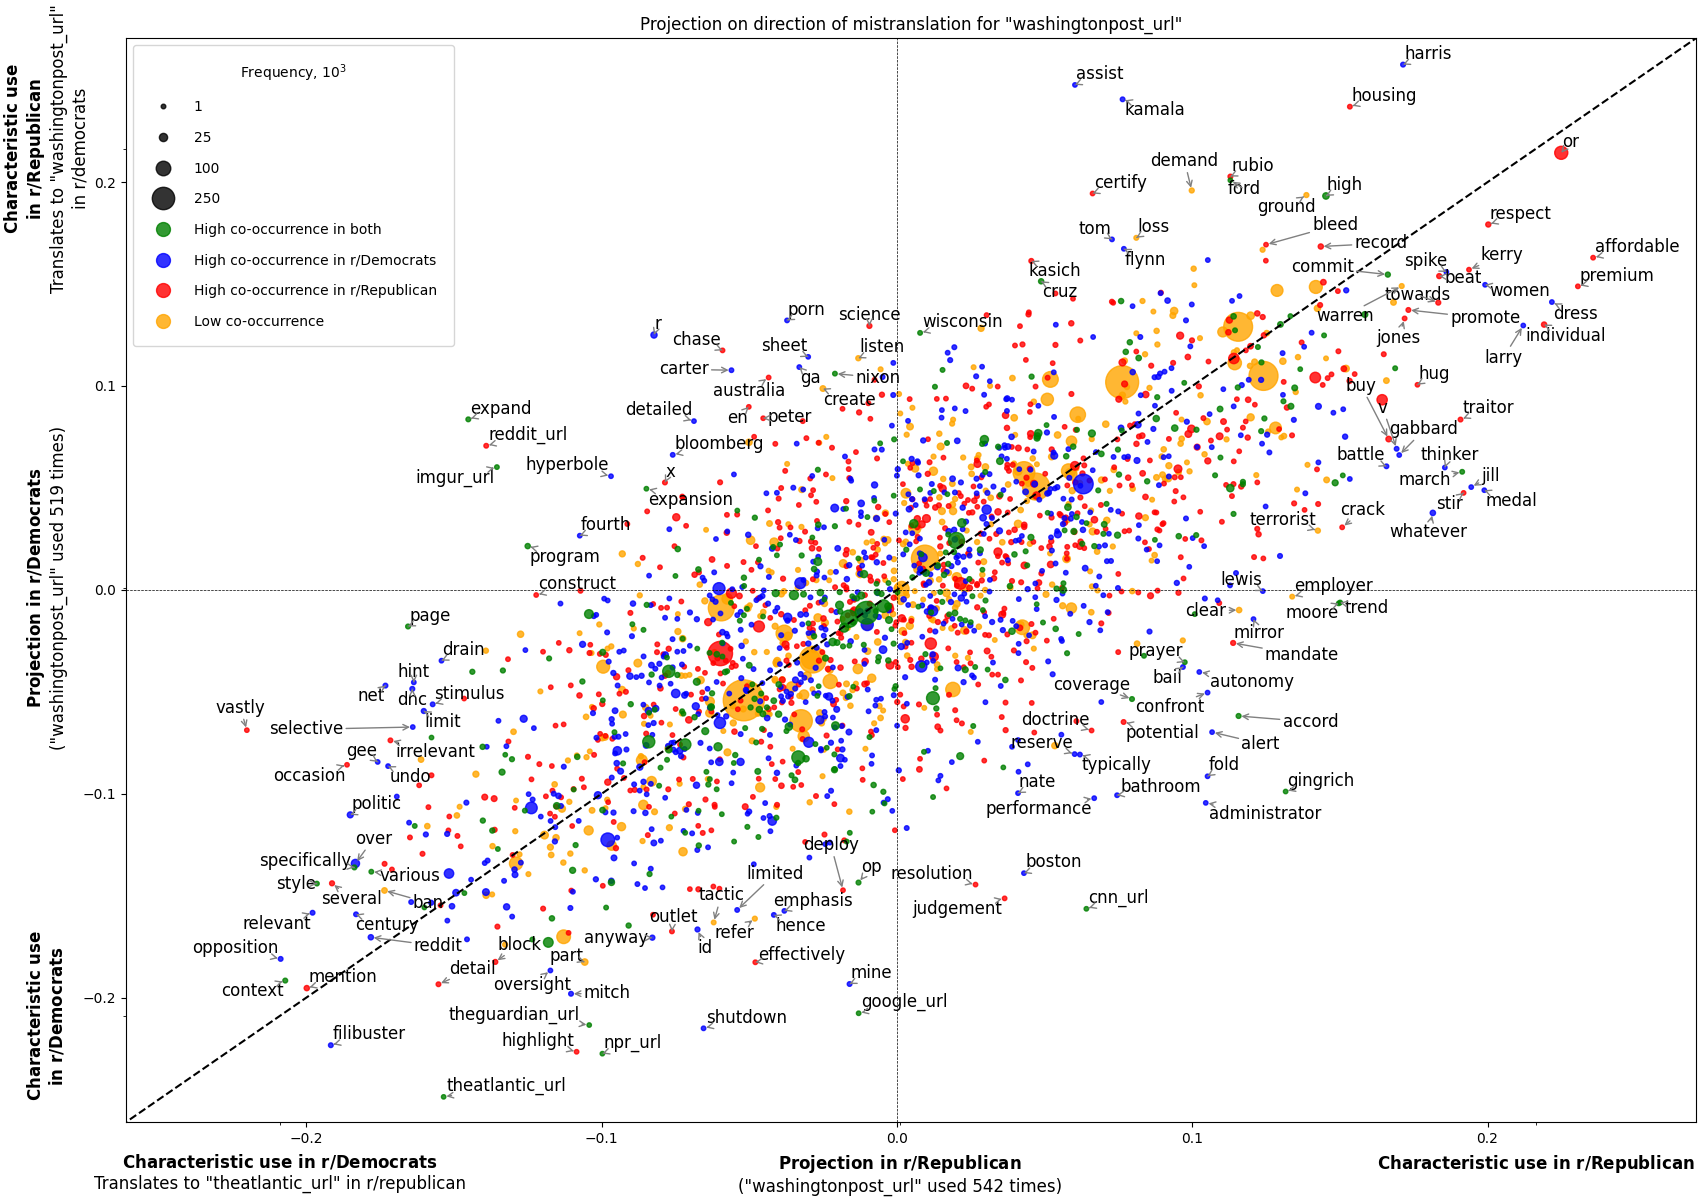 Projection on direction of mistranslation for "washingtonpost_url"
Characteristic use
in r/Republican
Translates to "washingtonpost_url"
in r/democrats
Projection in r/Democrats
("washingtonpost_url" used 519 times)
Characteristic use
in r/Democrats
Frequency, 10³
1
25
100
250
High co-occurrence in both
High co-occurrence in r/Democrats
High co-occurrence in r/Republican
Low co-occurrence
harris
assist
housing
kamala
or
demand
rubio
certify
ford
high
ground
respect
tom
loss
bleed
record
flynn
affordable
kasich
commit
spike
kerry
cruz
beat
premium
towards
women
porn
science
wisconsin
warren
promote
dress
r
jones
individual
chase
sheet
listen
larry
carter
ga
nixon
australia
create
buy
hug
expand
detailed
en
peter
v
traitor
reddit_url
bloomberg
gabbard
hyperbole
x
battle
thinker
imgur_url
march
jill
expansion
stir
medal
fourth
crack
terrorist
whatever
program
construct
lewis
employer
clear
moore
trend
page
mirror
mandate
drain
prayer
hint
bail
autonomy
net
dnc
stimulus
coverage
confront
vastly
selective
limit
doctrine
potential
accord
gee
irrelevant
reserve
alert
occasion
undo
typically
fold
nate
bathroom
gingrich
politic
performance
administrator
over
deploy
specifically
various
limited
op
resolution
boston
style
several
ban
tactic
emphasis
judgement
cnn_url
relevant
century
outlet
refer
hence
opposition
reddit
block
anyway
id
part
effectively
context
mention
detail
oversight
mitch
mine
theguardian_url
google_url
filibuster
shutdown
highlight
npr_url
theatlantic_url
0.2
0.1
0.0
−0.1
−0.2
−0.2
−0.1
0.0
0.1
0.2
Characteristic use in r/Democrats
Translates to "theatlantic_url" in r/republican
Projection in r/Republican
("washingtonpost_url" used 542 times)
Characteristic use in r/Republican